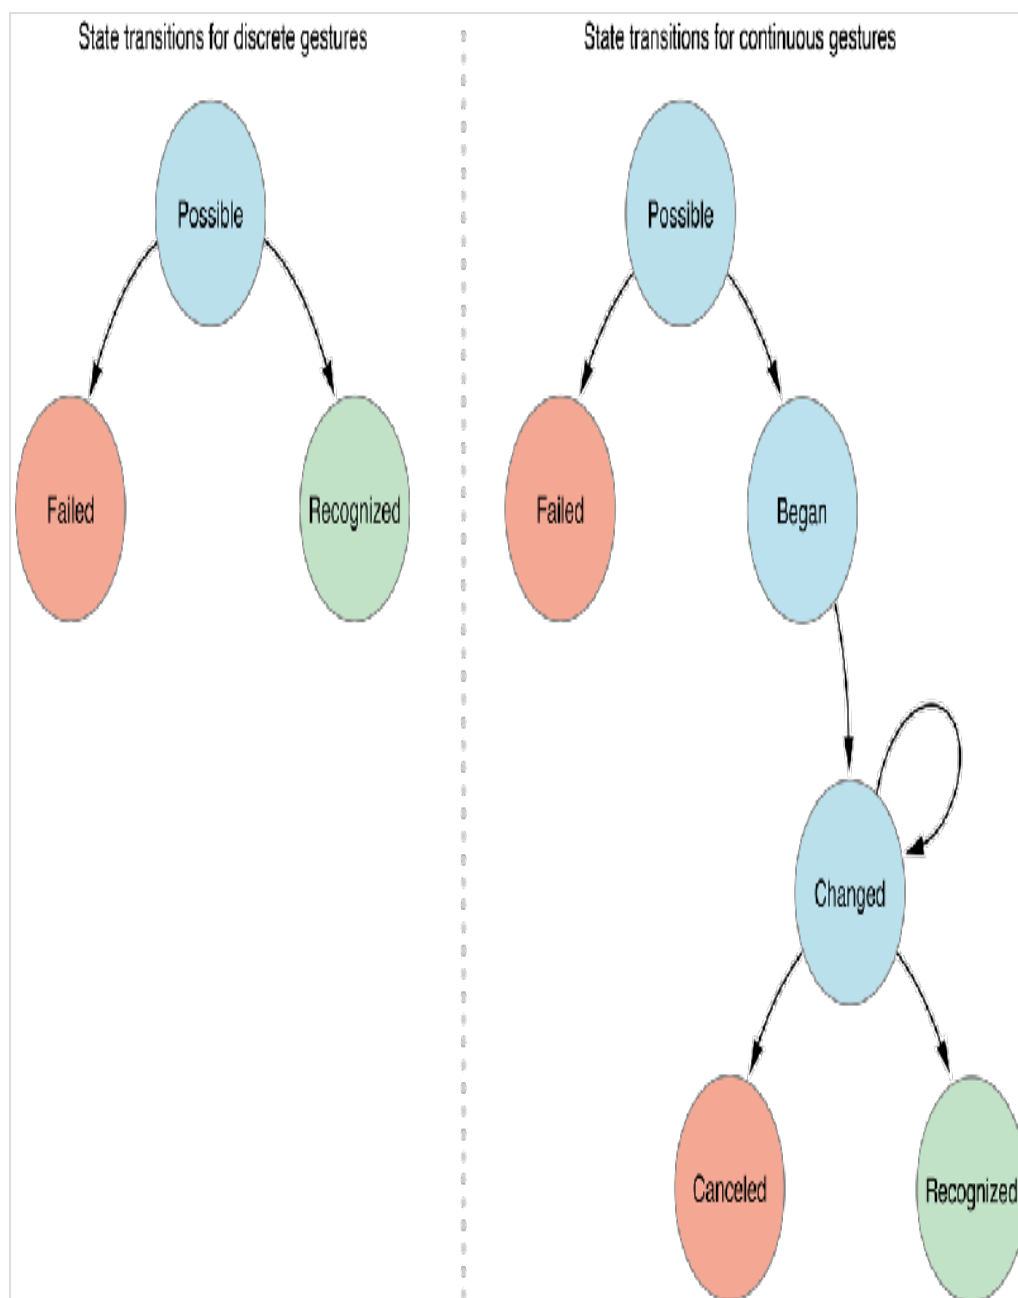 State transitions for discrete gestures
Possible
Failed
Recognized
State transitions for continuous gestures
Possible
Failed
Began
Changed
Canceled
Recognized